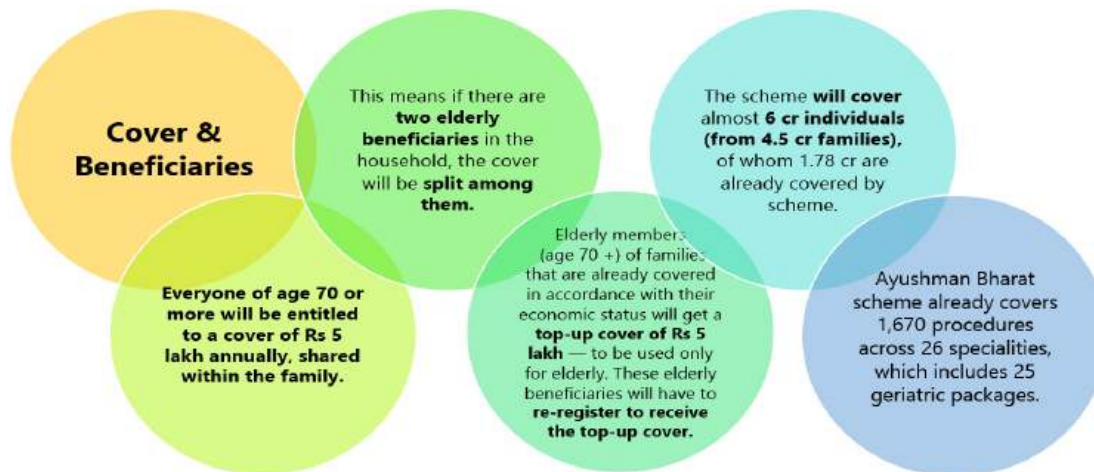 Cover &
Beneficiaries
Everyone of age 70 or
more will be entitled
to a cover of Rs 5
lakh annually, shared
within the family.
This means if there are
two elderly
beneficiaries in the
household, the cover
will be split among
them.
Elderly members
(age 70 +) of families
that are already covered
in accordance with their
economic status will get a
top-up cover of Rs 5
lakh — to be used only
for elderly. These elderly
beneficiaries will have to
re-register to receive
the top-up cover.
The scheme will cover
almost 6 cr individuals
(from 4.5 cr families),
of whom 1.78 cr are
already covered by
scheme.
Ayushman Bharat
scheme already covers
1,670 procedures
across 26 specialities,
which includes 25
geriatric packages.